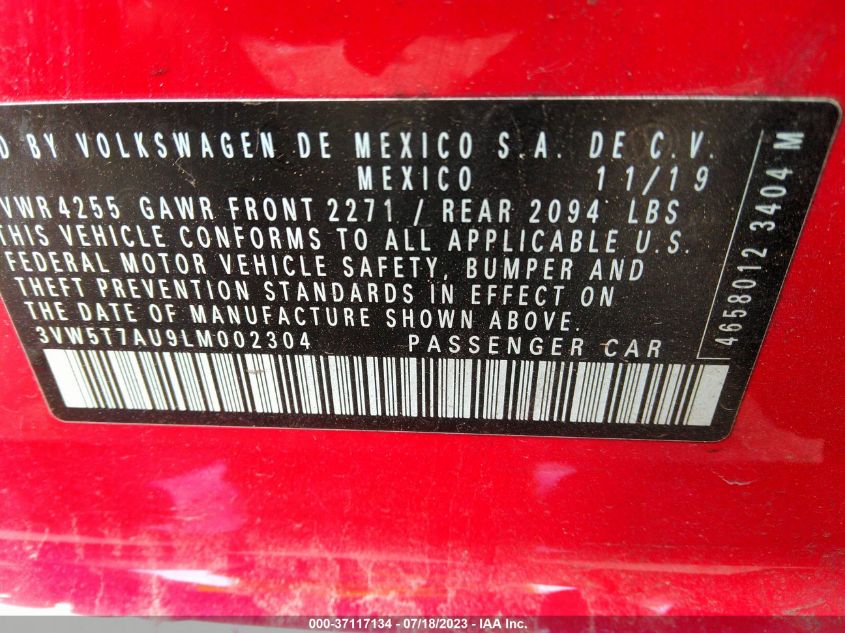 D BY VOLKSWAGEN DE MEXICO S.A. DE C.V.
MEXICO 11/19
VWR 4255 GAWR FRONT 2271 / REAR 2094 LBS
THIS VEHICLE CONFORMS TO ALL APPLICABLE U.S.
FEDERAL MOTOR VEHICLE SAFETY, BUMPER AND
THEFT PREVENTION STANDARDS IN EFFECT ON
THE DATE OF MANUFACTURE SHOWN ABOVE.
3VW5T7AU9LM002304 PASSENGER CAR
4658012 3404 M
000-37117134 / 07/18/2023 - IAA Inc.